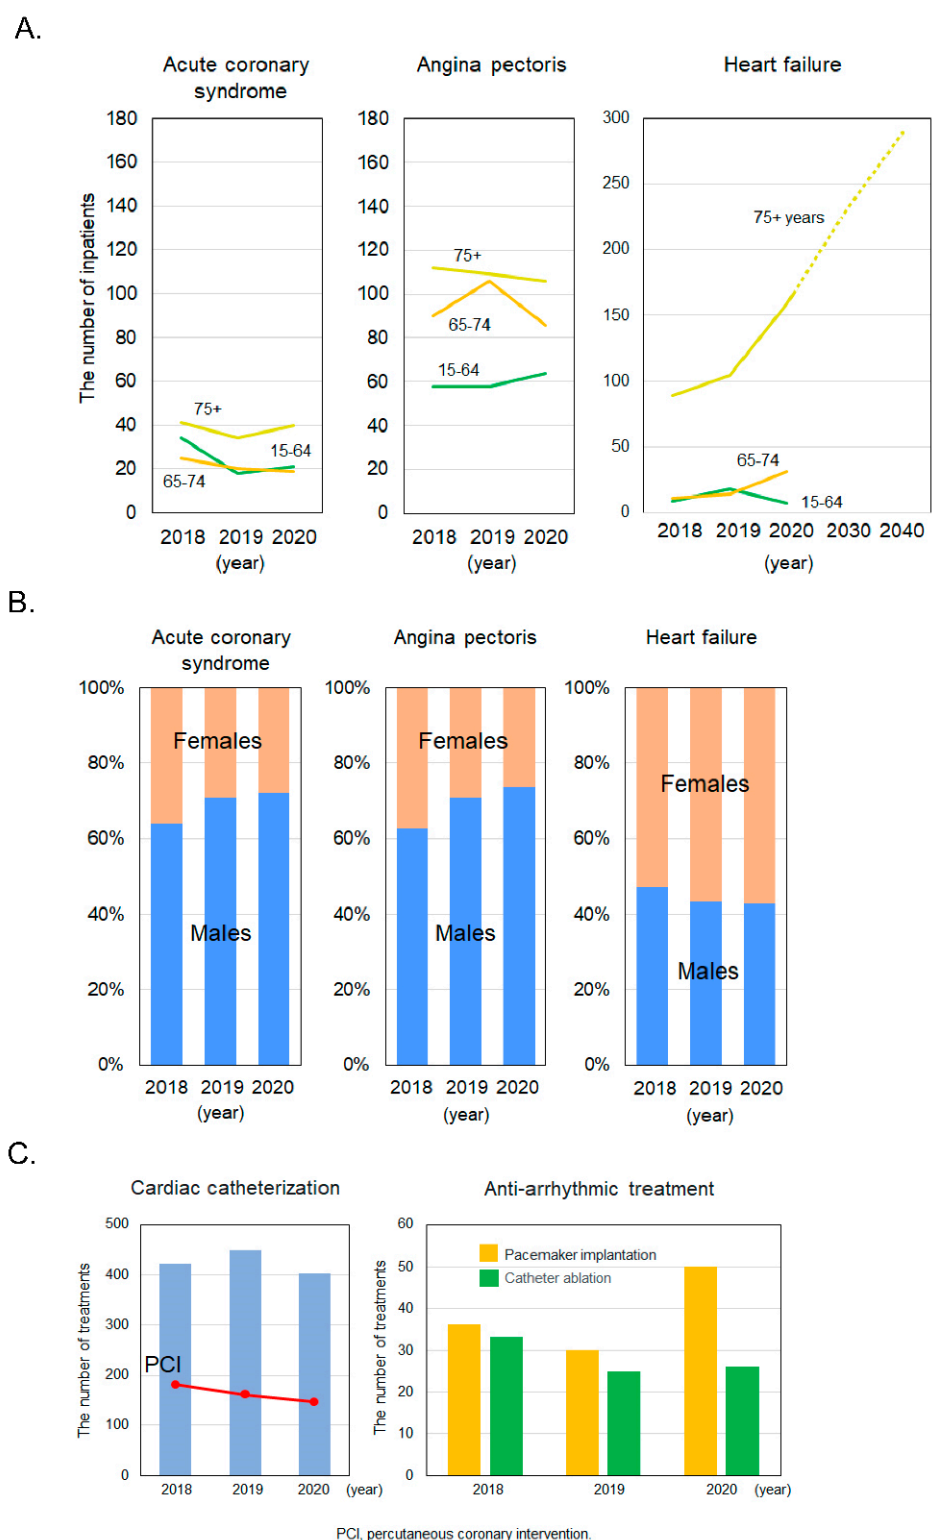 A.
Acute coronary
syndrome
Angina pectoris
Heart failure
The number of inpatients
180
160
140
120
100
80
60
40
20
0
75+
15-64
65-74
2018 2019 2020
(year)
180
160
140
120
100
80
60
40
20
0
75+
65-74
15-64
2018 2019 2020
(year)
300
250
200
150
100
50
0
75+ years
65-74
15-64
2018 2019 2020 2030 2040
(year)
B.
Acute coronary
syndrome
Angina pectoris
Heart failure
100%
80%
60%
40%
20%
0%
Females
Males
2018 2019 2020
(year)
100%
80%
60%
40%
20%
0%
Females
Males
2018 2019 2020
(year)
100%
80%
60%
40%
20%
0%
Females
Males
2018 2019 2020
(year)
C.
Cardiac catheterization
The number of treatments
500
400
300
200
100
0
PCI
2018 2019 2020 (year)
Anti-arrhythmic treatment
The number of treatments
60
50
40
30
20
10
0
Pacemaker implantation
Catheter ablation
2018 2019 2020 (year)
PCI, percutaneous coronary intervention.